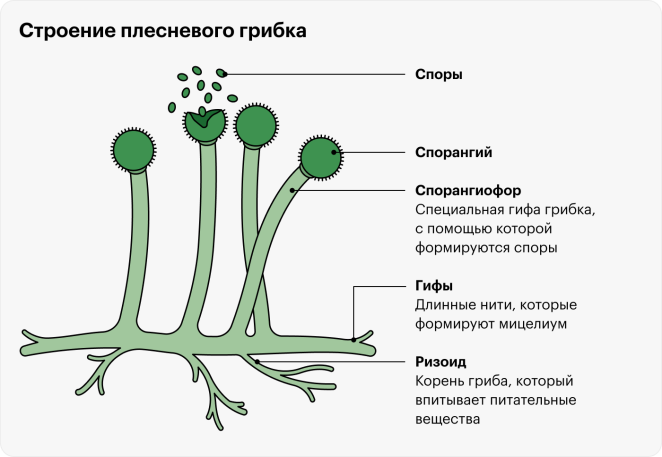 Строение плесневого грибка
Споры
Спорангий
Спорангиофор
Специальная гифа грибка,
с помощью которой
формируются споры
Гифы
Длинные нити, которые
формируют мицелиум
Ризоид
Корень гриба, который
впитывает питательные
вещества